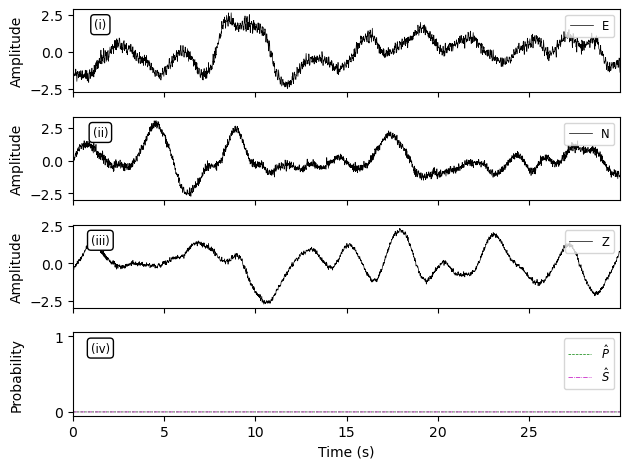 2.5
(i)
E
Amplitude
0.0
−2.5
2.5
(ii)
N
Amplitude
0.0
−2.5
2.5
(iii)
Z
Amplitude
0.0
−2.5
1
(iv)
P̂
Ŝ
Probability
0
0 5 10 15 20 25
Time (s)